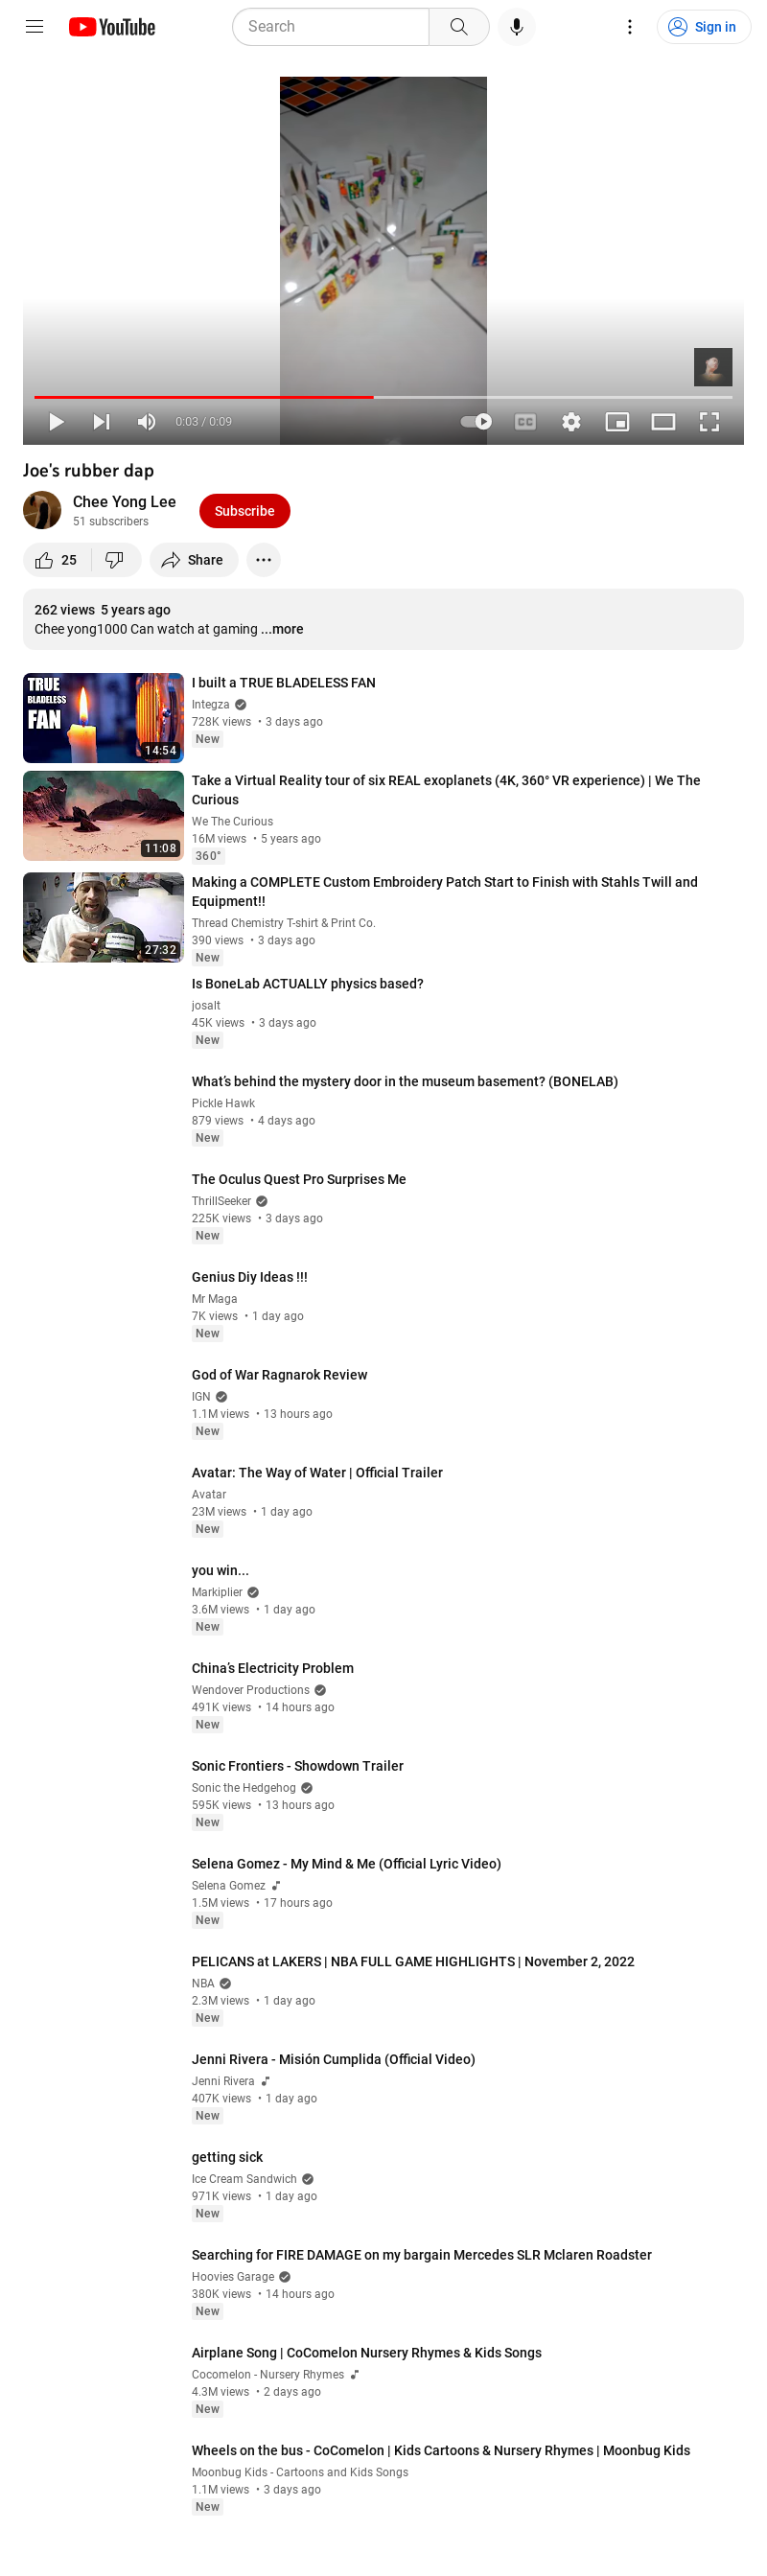 YouTube
Search
Sign in
0:03 / 0:09
CC
Joe's rubber dap
Chee Yong Lee
51 subscribers
Subscribe
25
Share
262 views 5 years ago
Chee yong1000 Can watch at gaming ...more
TRUE
BLADELESS
FAN
14:54
I built a TRUE BLADELESS FAN
Integza
728K views • 3 days ago
New
11:08
Take a Virtual Reality tour of six REAL exoplanets (4K, 360° VR experience) | We The
Curious
We The Curious
16M views • 5 years ago
360°
27:32
Making a COMPLETE Custom Embroidery Patch Start to Finish with Stahls Twill and
Equipment!!
Thread Chemistry T-shirt & Print Co.
390 views • 3 days ago
New
Is BoneLab ACTUALLY physics based?
josalt
45K views • 3 days ago
New
What's behind the mystery door in the museum basement? (BONELAB)
Pickle Hawk
879 views • 4 days ago
New
The Oculus Quest Pro Surprises Me
ThrillSeeker
225K views • 3 days ago
New
Genius Diy Ideas !!!
Mr Maga
7K views • 1 day ago
New
God of War Ragnarok Review
IGN
1.1M views • 13 hours ago
New
Avatar: The Way of Water | Official Trailer
Avatar
23M views • 1 day ago
New
you win...
Markiplier
3.6M views • 1 day ago
New
China's Electricity Problem
Wendover Productions
491K views • 14 hours ago
New
Sonic Frontiers - Showdown Trailer
Sonic the Hedgehog
595K views • 13 hours ago
New
Selena Gomez - My Mind & Me (Official Lyric Video)
Selena Gomez
1.5M views • 17 hours ago
New
PELICANS at LAKERS | NBA FULL GAME HIGHLIGHTS | November 2, 2022
NBA
2.3M views • 1 day ago
New
Jenni Rivera - Misión Cumplida (Official Video)
Jenni Rivera
407K views • 1 day ago
New
getting sick
Ice Cream Sandwich
971K views • 1 day ago
New
Searching for FIRE DAMAGE on my bargain Mercedes SLR Mclaren Roadster
Hoovies Garage
380K views • 14 hours ago
New
Airplane Song | CoComelon Nursery Rhymes & Kids Songs
Cocomelon - Nursery Rhymes
4.3M views • 2 days ago
New
Wheels on the bus - CoComelon | Kids Cartoons & Nursery Rhymes | Moonbug Kids
Moonbug Kids - Cartoons and Kids Songs
1.1M views • 3 days ago
New